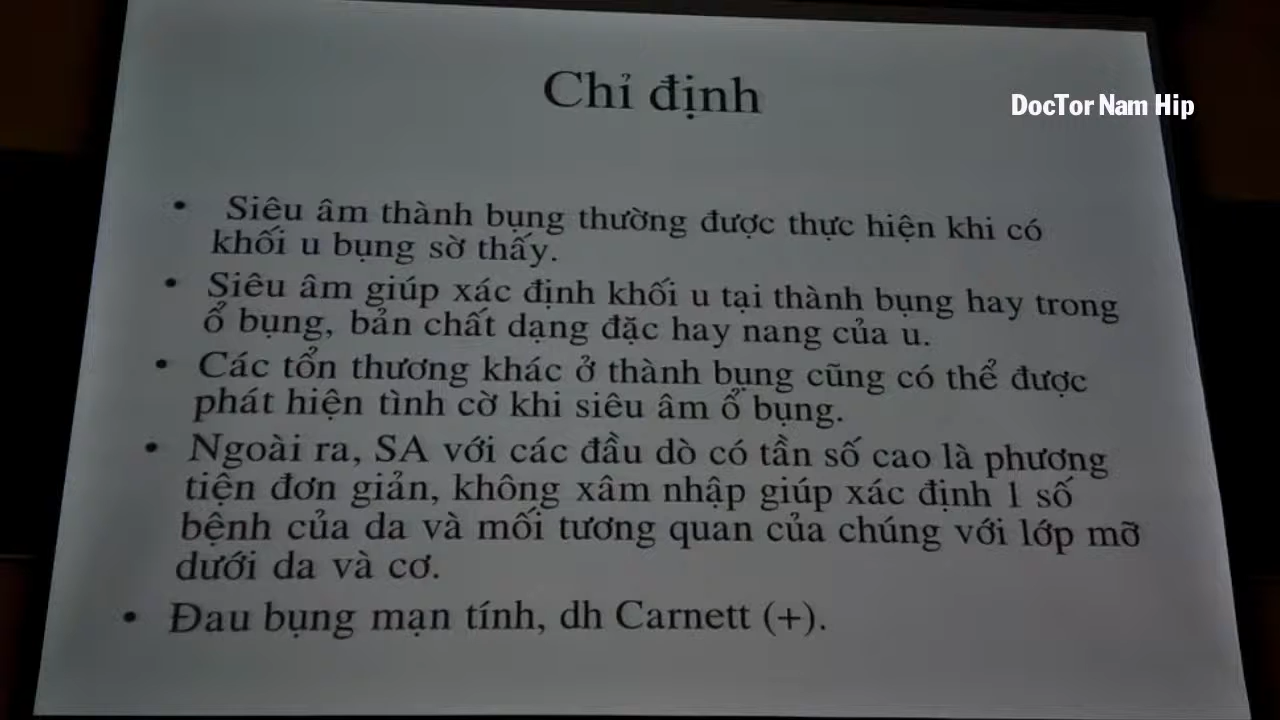 Chỉ định
DocTor Nam Hip
• Siêu âm thành bụng thường được thực hiện khi có
khối u bụng sờ thấy.
• Siêu âm giúp xác định khối u tại thành bụng hay trong
ổ bụng, bản chất dạng đặc hay nang của u.
• Các tổn thương khác ở thành bụng cũng có thể được
phát hiện tình cờ khi siêu âm ổ bụng.
• Ngoài ra, SA với các đầu dò có tần số cao là phương
tiện đơn giản, không xâm nhập giúp xác định 1 số
bệnh của da và mối tương quan của chúng với lớp mỡ
dưới da và cơ.
• Đau bụng mạn tính, dh Carnett (+).